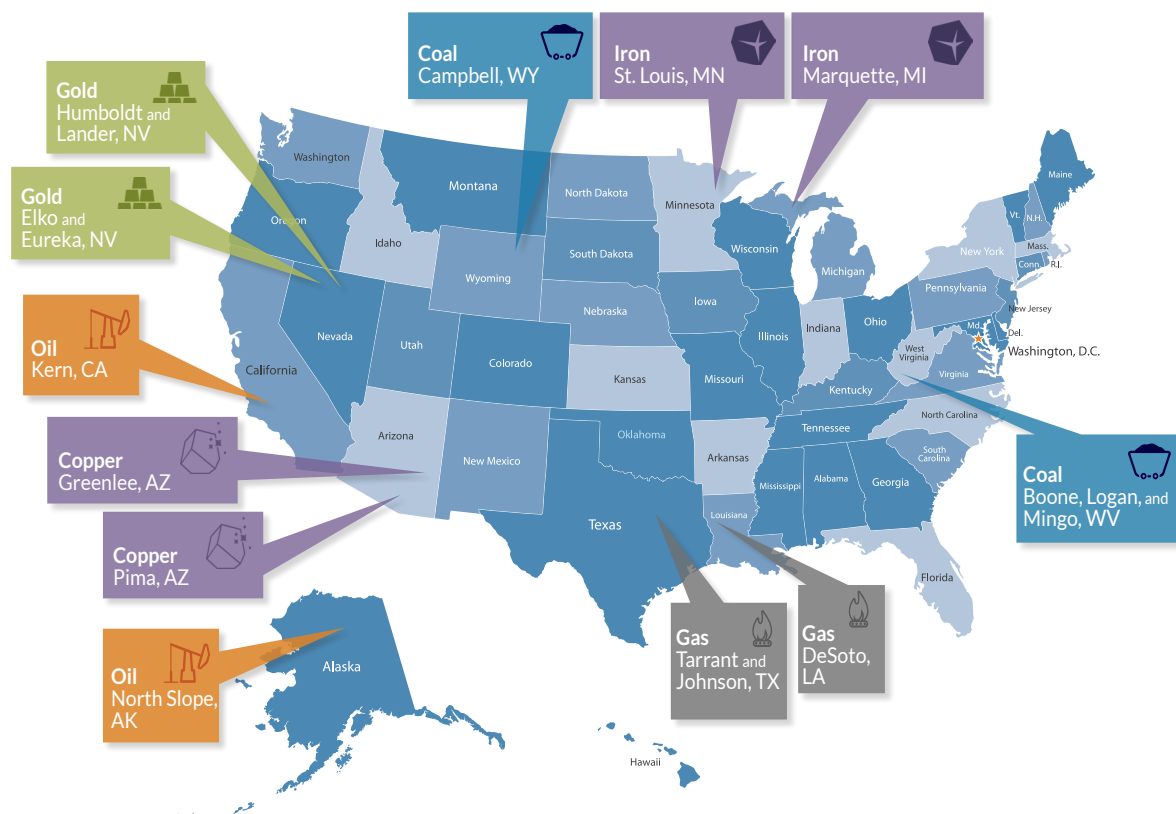 Coal
Campbell, WY
Iron
St. Louis, MN
Iron
Marquette, MI
Gold
Humboldt and
Lander, NV
Gold
Elko and
Eureka, NV
Oil
Kern, CA
Copper
Greenlee, AZ
Copper
Pima, AZ
Oil
North Slope,
AK
Gas
Tarrant and
Johnson, TX
Gas
DeSoto,
LA
Coal
Boone, Logan, and
Mingo, WV
Washington
Oregon
California
Idaho
Nevada
Montana
Wyoming
Utah
Arizona
Colorado
New Mexico
North Dakota
South Dakota
Nebraska
Kansas
Oklahoma
Texas
Minnesota
Iowa
Missouri
Arkansas
Louisiana
Wisconsin
Illinois
Michigan
Indiana
Ohio
Kentucky
Tennessee
Mississippi
Alabama
Georgia
Florida
South
Carolina
North Carolina
Virginia
West
Virginia
Pennsylvania
New York
Maine
Vt.
N.H.
Mass.
Conn.
R.I.
New Jersey
Del.
Md.
Washington, D.C.
Alaska
Hawaii